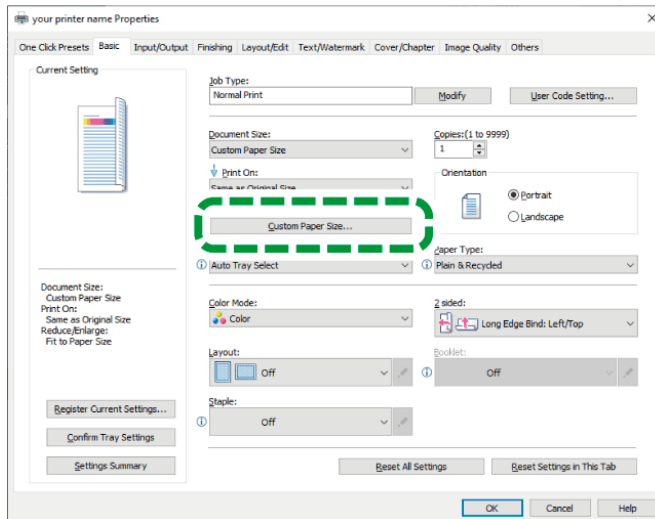 your printer name Properties
One Click Presets Basic Input/Output Finishing Layout/Edit Text/Watermark Cover/Chapter Image Quality Others
Current Setting
Job Type:
Normal Print
Modify
User Code Setting...
Document Size:
Custom Paper Size
Copies:(1 to 9999)
1
Print On:
Same as Original Size
Orientation
Portrait
Landscape
Custom Paper Size...
Auto Tray Select
Paper Type:
Plain & Recycled
Document Size:
Custom Paper Size
Print On:
Same as Original Size
Reduce/Enlarge:
Fit to Paper Size
Color Mode:
Color
2 sided:
Long Edge Bind: Left/Top
Layout:
Off
Booklet:
Off
Staple:
Off
Register Current Settings...
Confirm Tray Settings
Settings Summary
Reset All Settings
Reset Settings in This Tab
OK
Cancel
Help